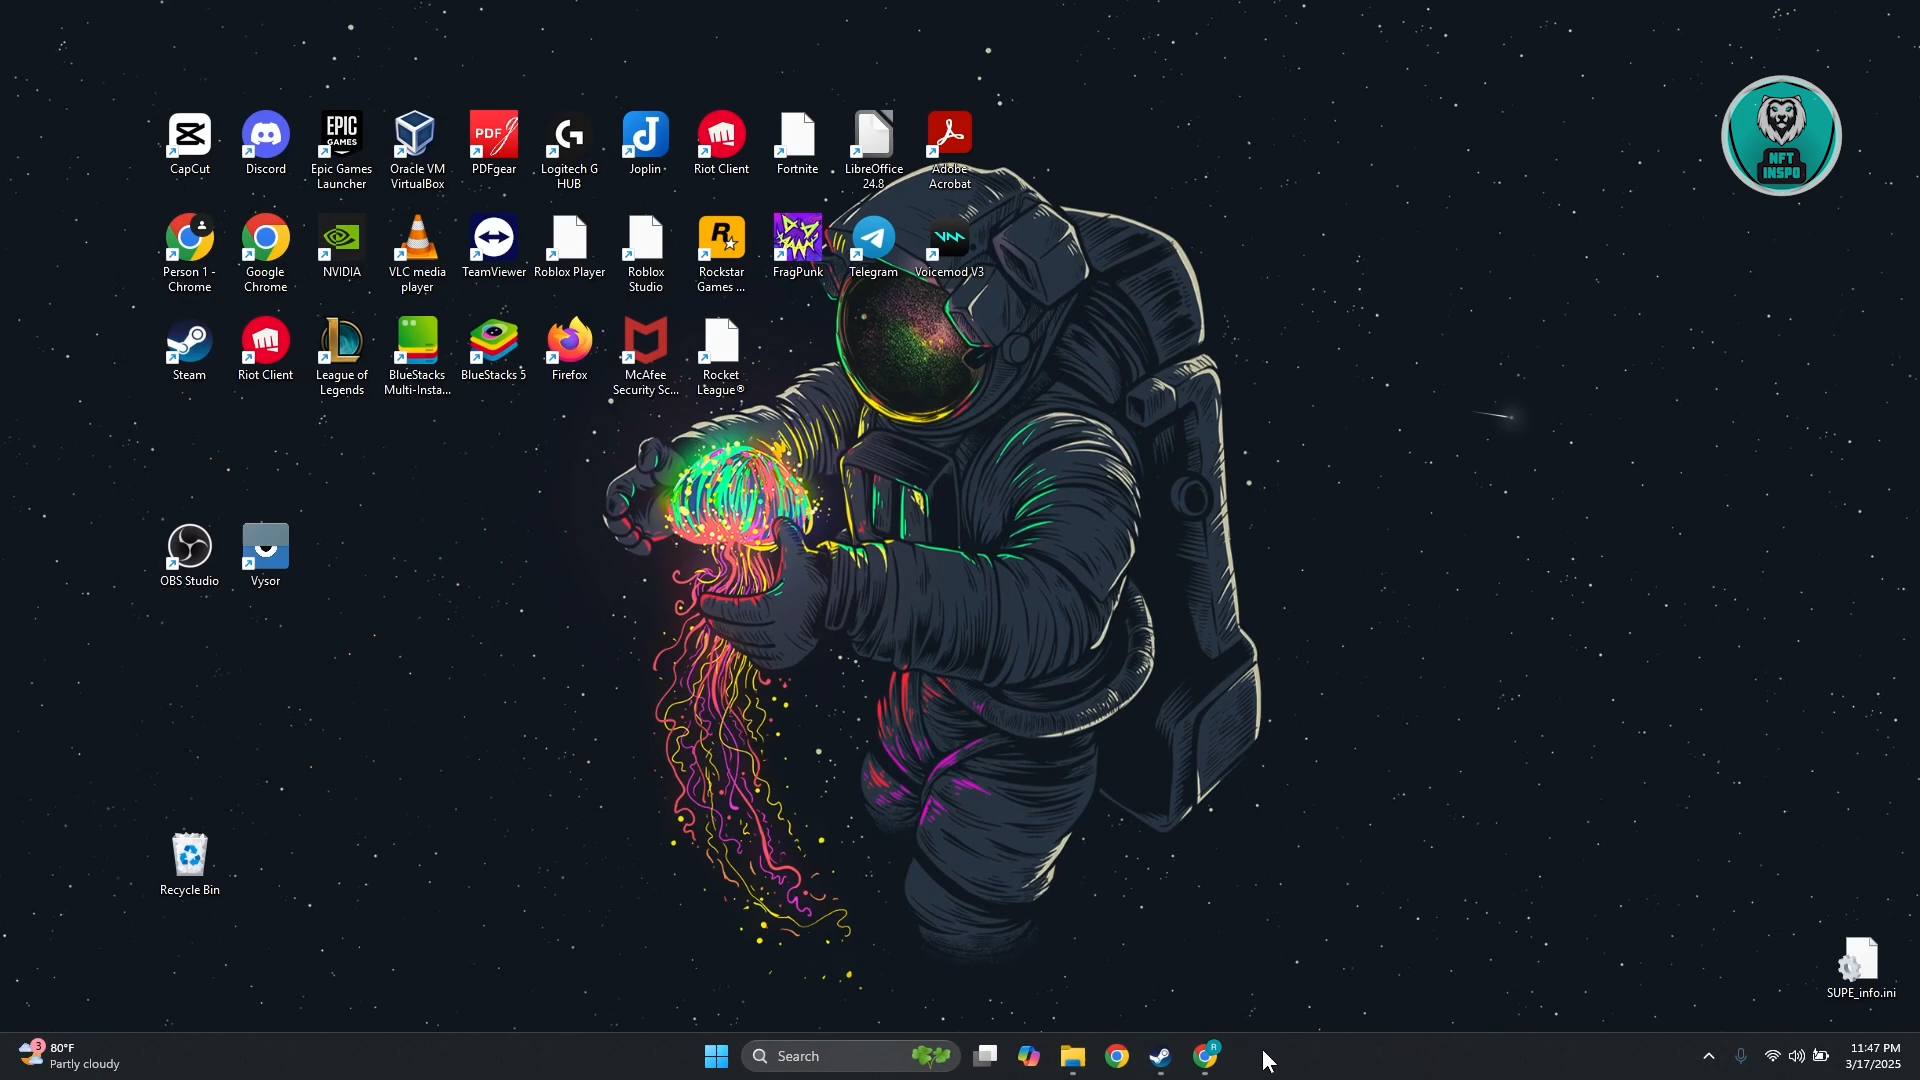 CapCut
Discord
EPIC
GAMES
Epic Games
Launcher
Oracle VM
VirtualBox
PDF
PDFgear
Logitech G
HUB
Joplin
Riot Client
Fortnite
LibreOffice
24.8
Adobe
Acrobat
Person 1 -
Chrome
Google
Chrome
NVIDIA
VLC media
player
TeamViewer
Roblox Player
Roblox
Studio
Rockstar
Games ...
FragPunk
Telegram
Voicemod V3
Steam
Riot Client
League of
Legends
BlueStacks
Multi-Insta...
BlueStacks 5
Firefox
McAfee
Security Sc...
Rocket
League®
OBS Studio
Vysor
Recycle Bin
NFT
INSPO
SUPE_info.ini
3
80°F
Partly cloudy
Search
R
11:47 PM
3/17/2025